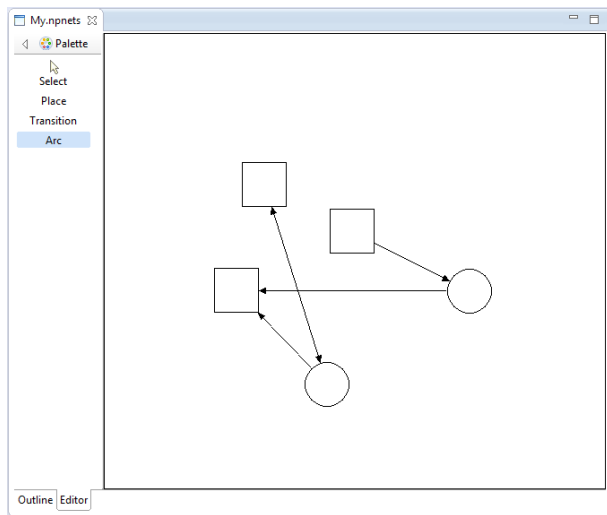 My.npnets
Palette
Select
Place
Transition
Arc
Outline Editor